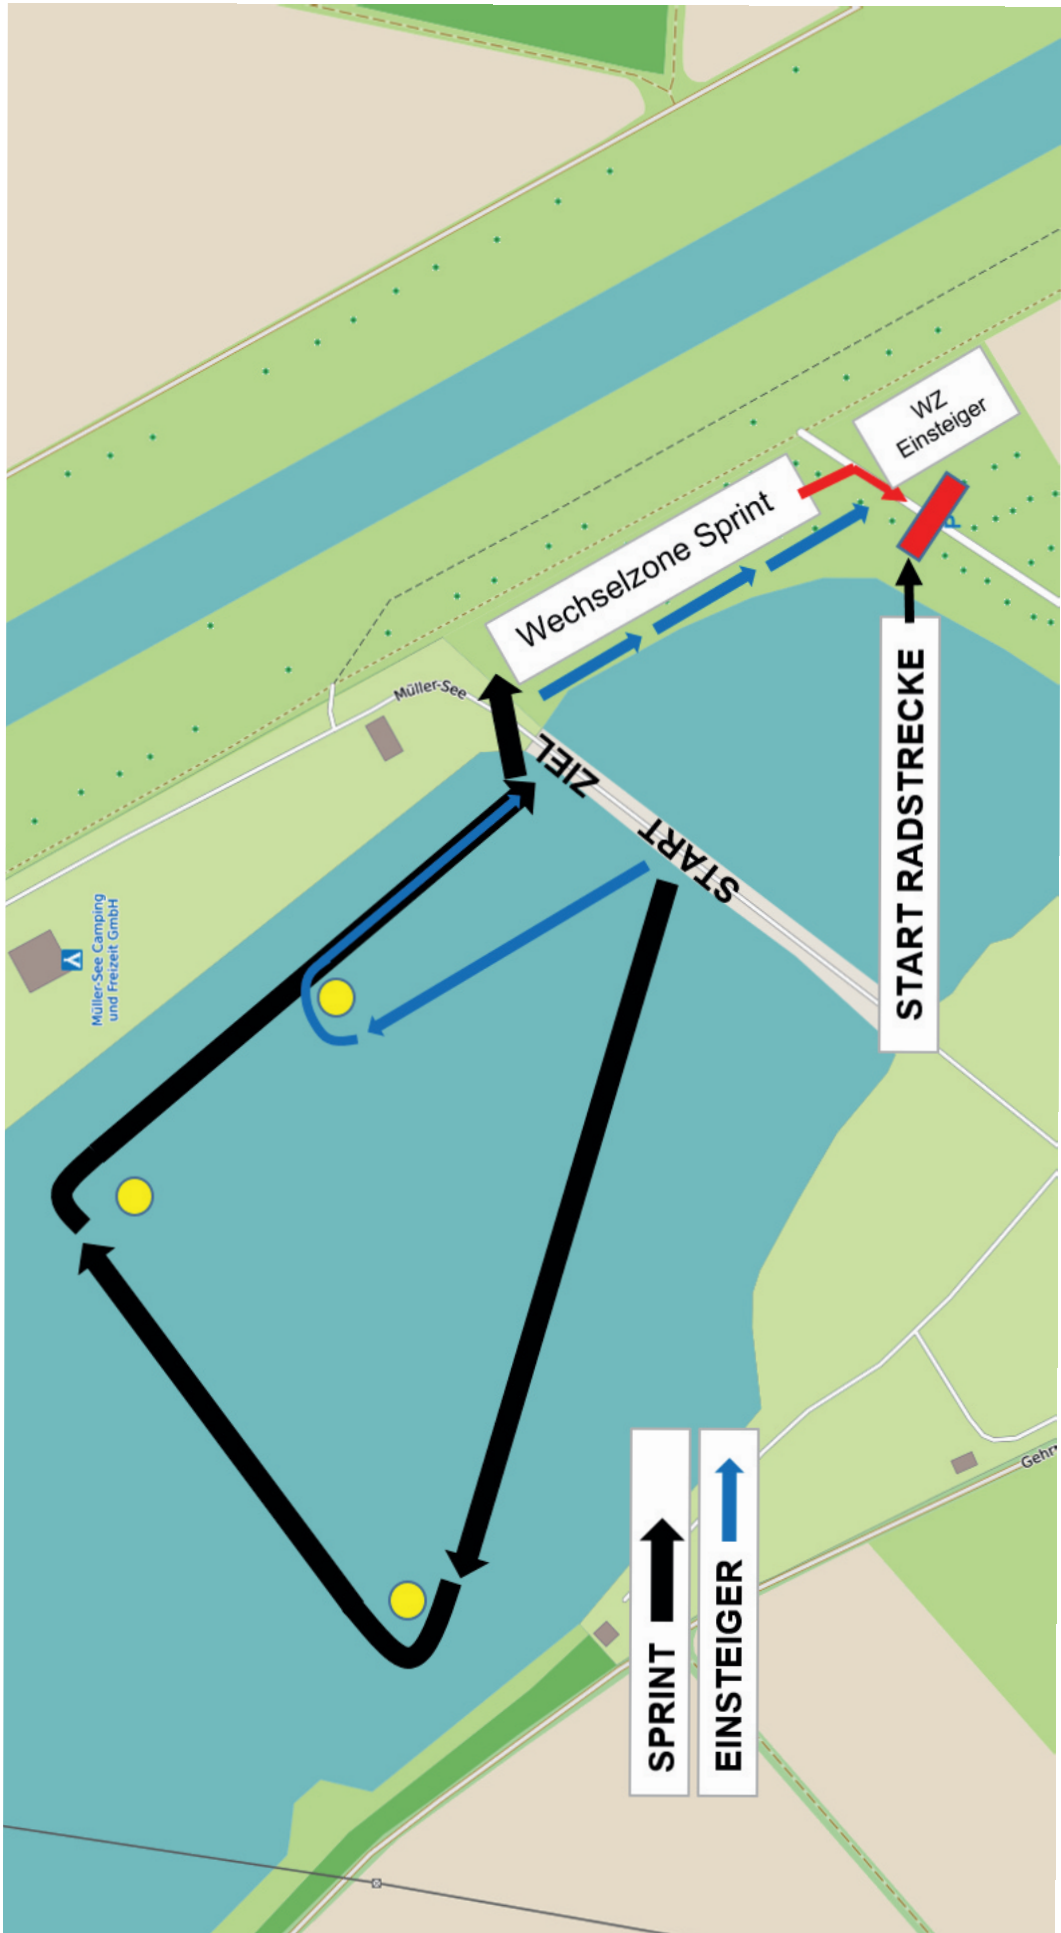 WZ
Einsteiger
Wechselzone Sprint
P
Müller-See
ZIEL
START
START RADSTRECKE
Müller-See Camping
und Freizeit GmbH
SPRINT
EINSTEIGER